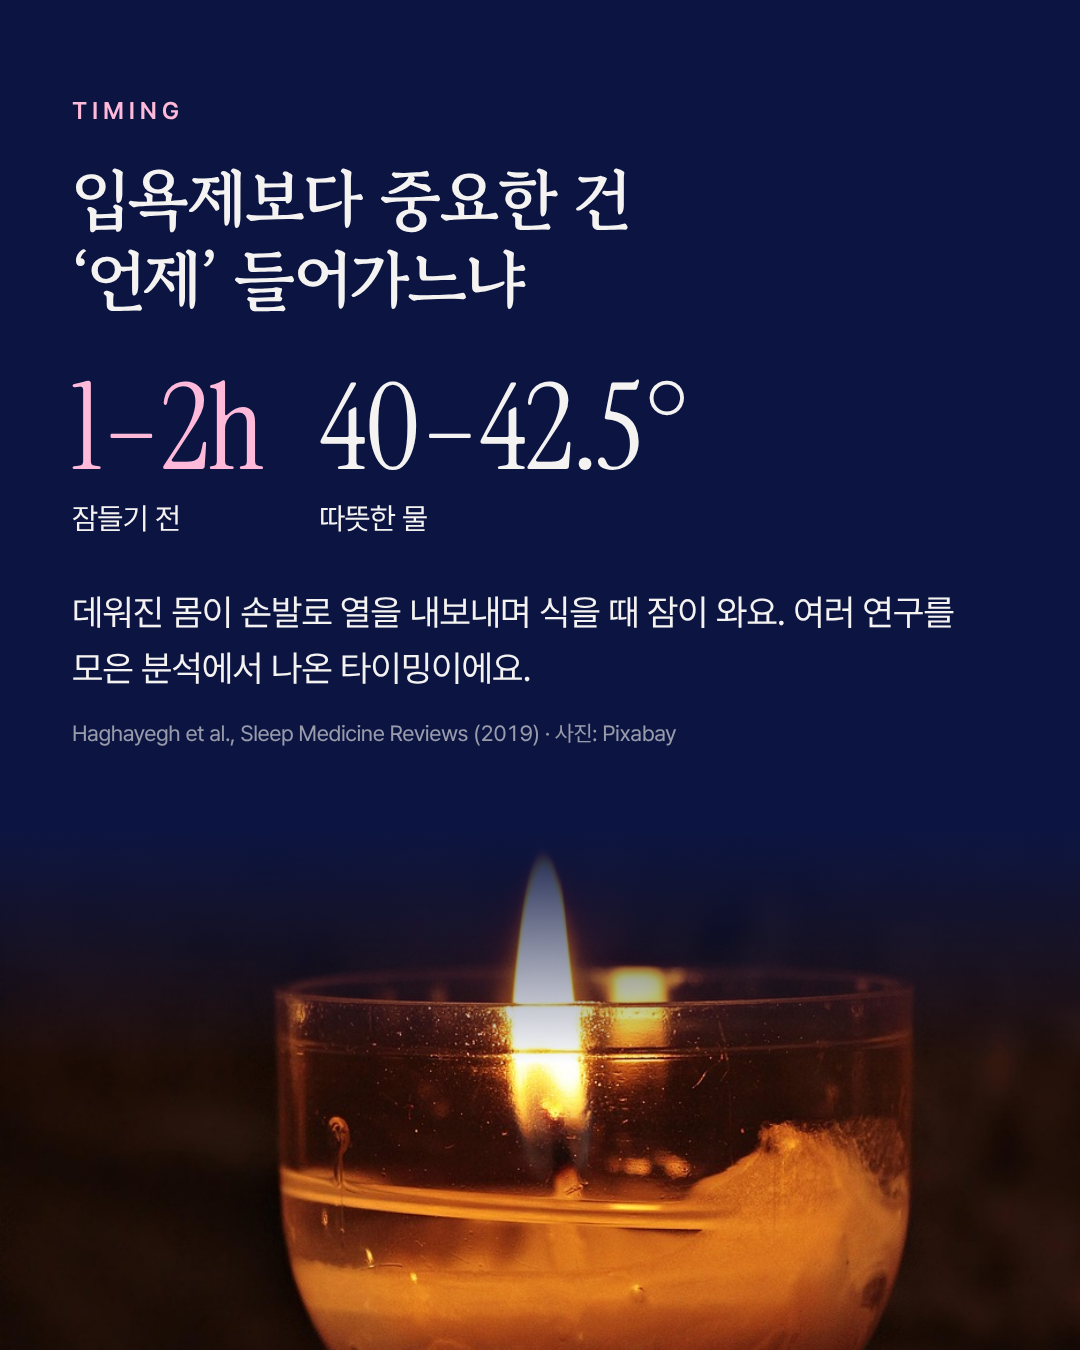 TIMING
입욕제보다 중요한 건
‘언제’ 들어가느냐
1–2h 40–42.5°
잠들기 전 따뜻한 물
데워진 몸이 손발로 열을 내보내며 식을 때 잠이 와요. 여러 연구를
모은 분석에서 나온 타이밍이에요.
Haghayegh et al., Sleep Medicine Reviews (2019) · 사진: Pixabay